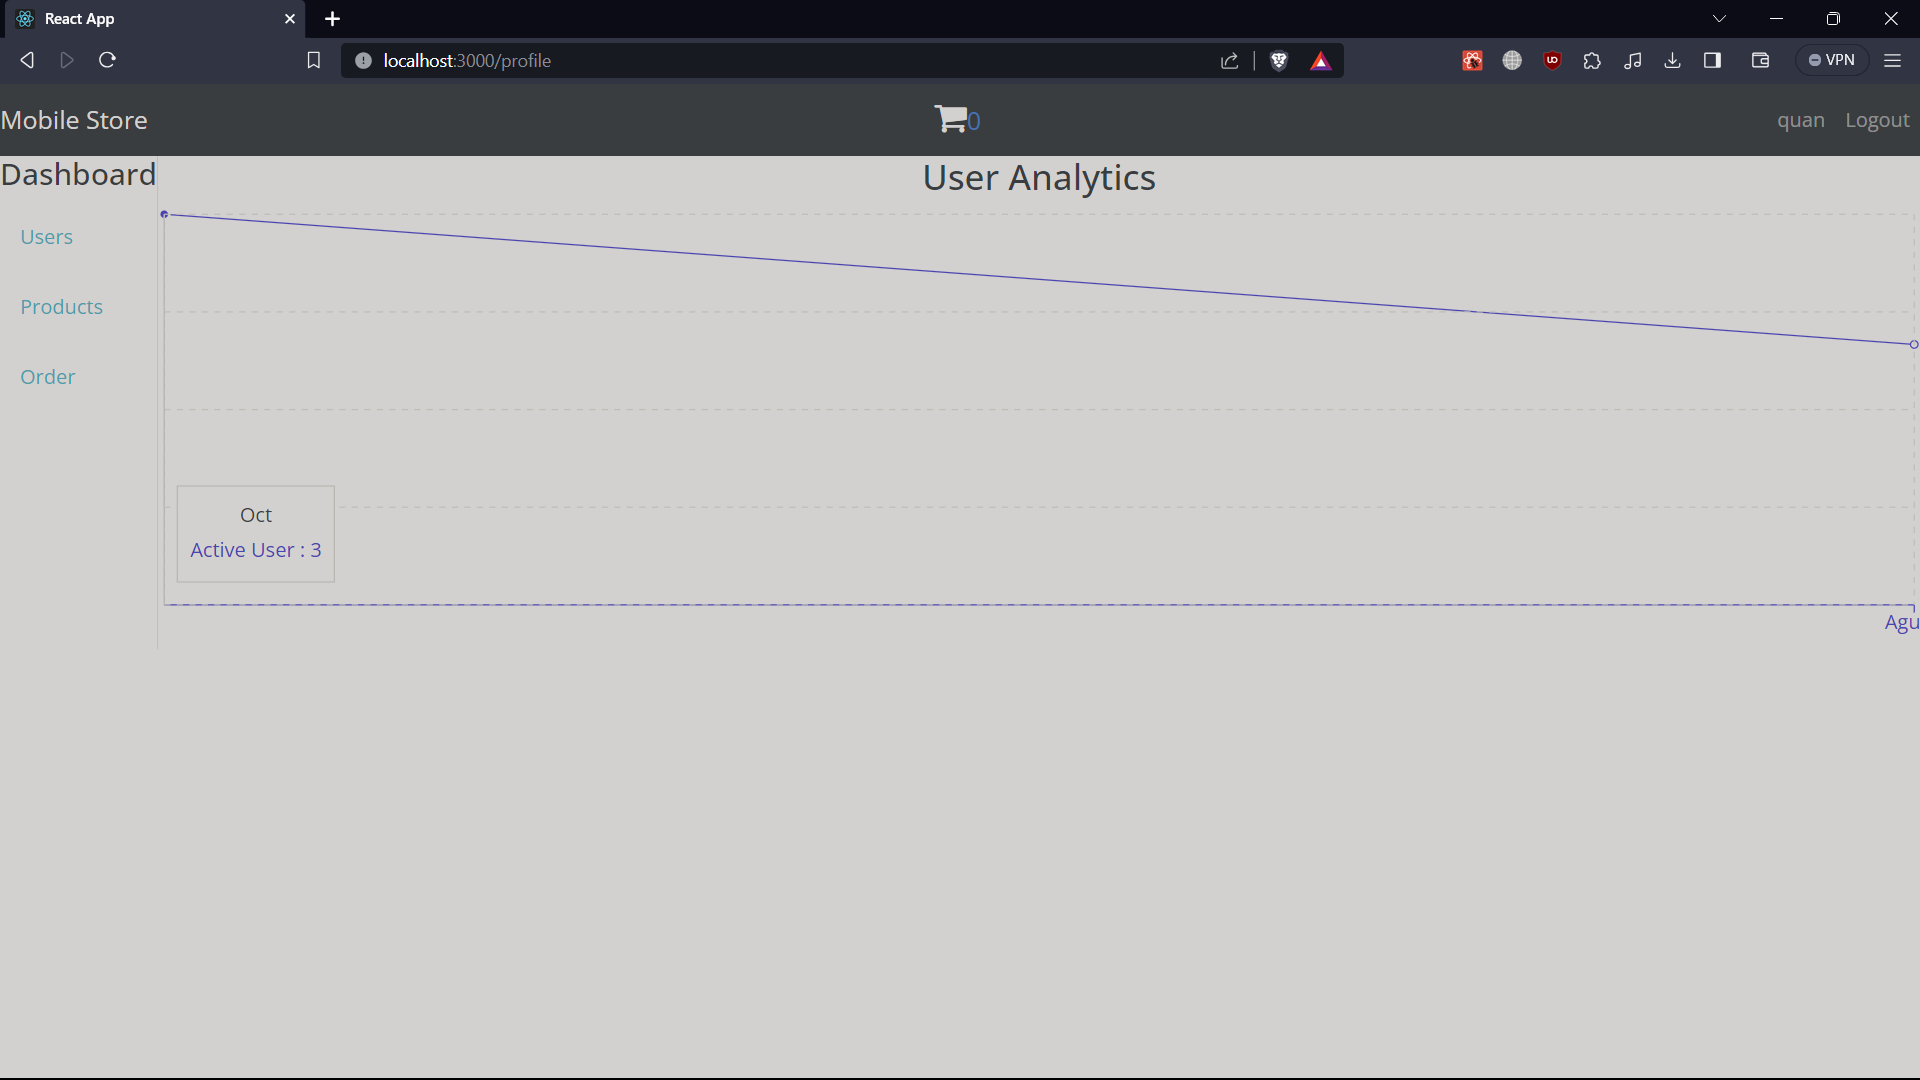 React App
localhost:3000/profile
VPN
Mobile Store
0
quan
Logout
Dashboard
User Analytics
Users
Products
Order
Oct
Active User : 3
Agu